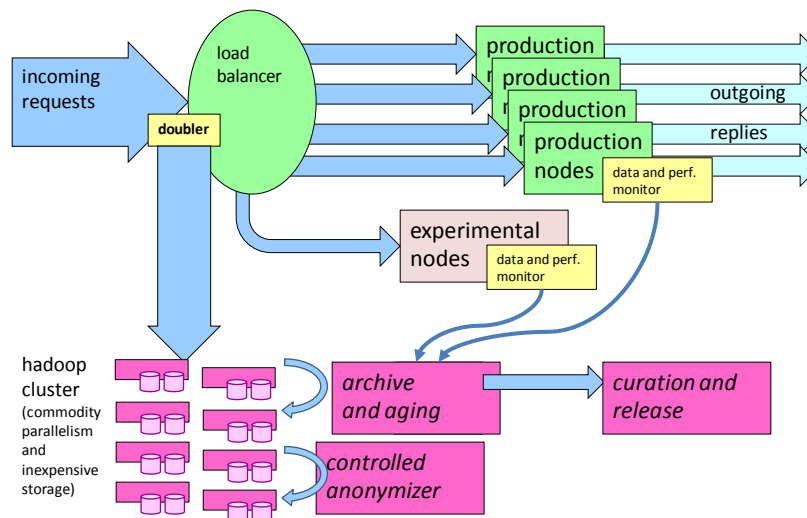 incoming
requests
doubler
load
balancer
production
production
production
production
nodes
data and perf.
monitor
outgoing
replies
experimental
nodes
data and perf.
monitor
hadoop
cluster
(commodity
parallelism
and
inexpensive
storage)
archive
and aging
controlled
anonymizer
curation and
release